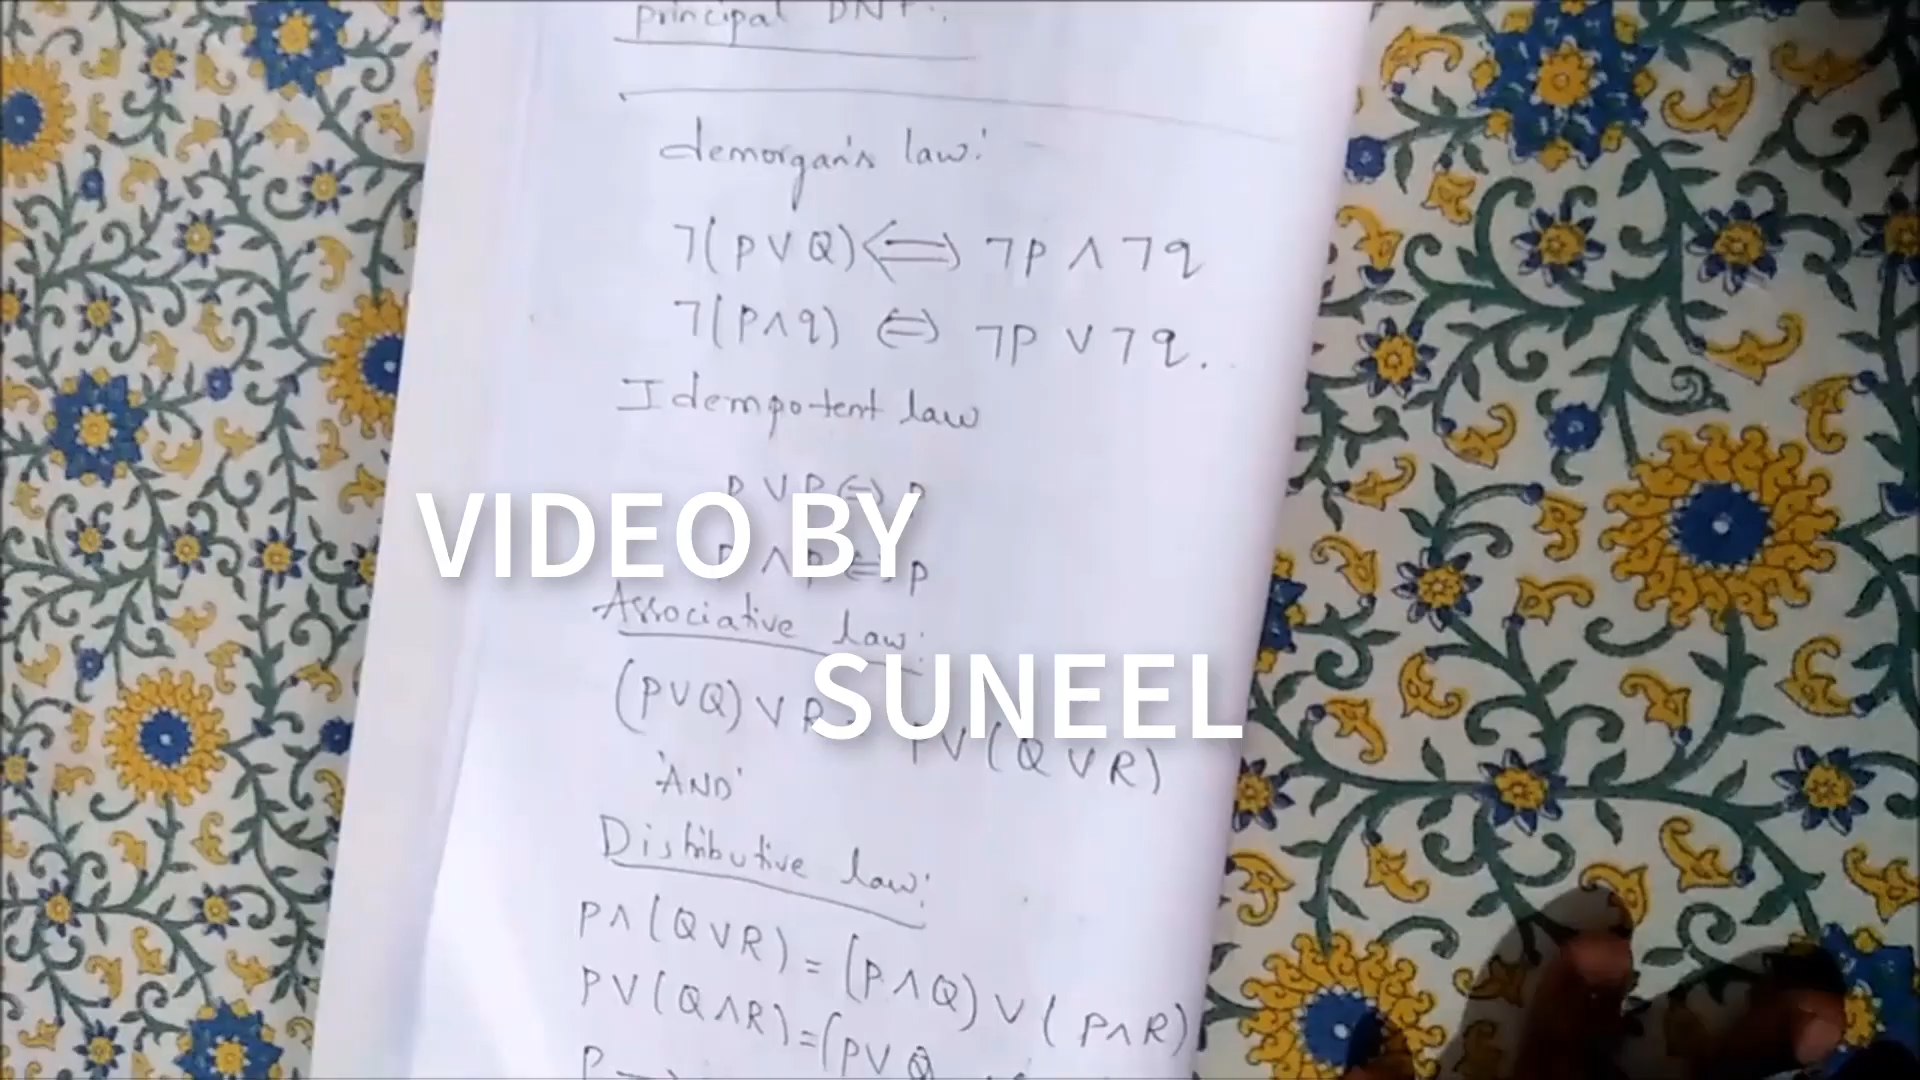 principal DNF:
demorgan's law:
¬(P∨Q) ⇔ ¬P ∧ ¬q
¬(P∧q) ⇔ ¬P ∨ ¬q.
Idempotent law
P ∨ P ⇔ P
P ∧ P ⇔ P
VIDEO BY
Associative law:
SUNEEL
(P∨Q) ∨ R P∨(Q ∨R)
'AND'
Distributive law:
P∧(Q∨R) = (P∧Q)∨(P∧R)
P∨(Q∧R)=(P∨Q
P →